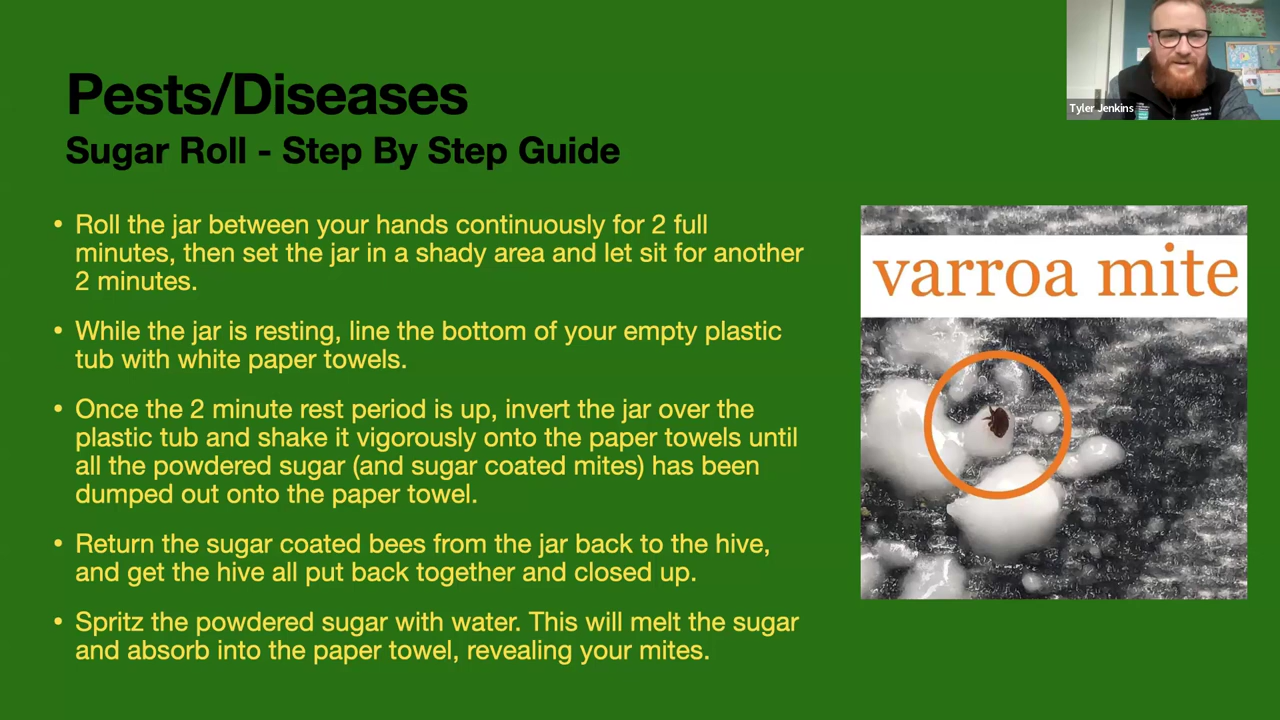 Pests/Diseases
Sugar Roll - Step By Step Guide
• Roll the jar between your hands continuously for 2 full
minutes, then set the jar in a shady area and let sit for another
2 minutes.
• While the jar is resting, line the bottom of your empty plastic
tub with white paper towels.
• Once the 2 minute rest period is up, invert the jar over the
plastic tub and shake it vigorously onto the paper towels until
all the powdered sugar (and sugar coated mites) has been
dumped out onto the paper towel.
• Return the sugar coated bees from the jar back to the hive,
and get the hive all put back together and closed up.
• Spritz the powdered sugar with water. This will melt the sugar
and absorb into the paper towel, revealing your mites.
varroa mite
Tyler Jenkins